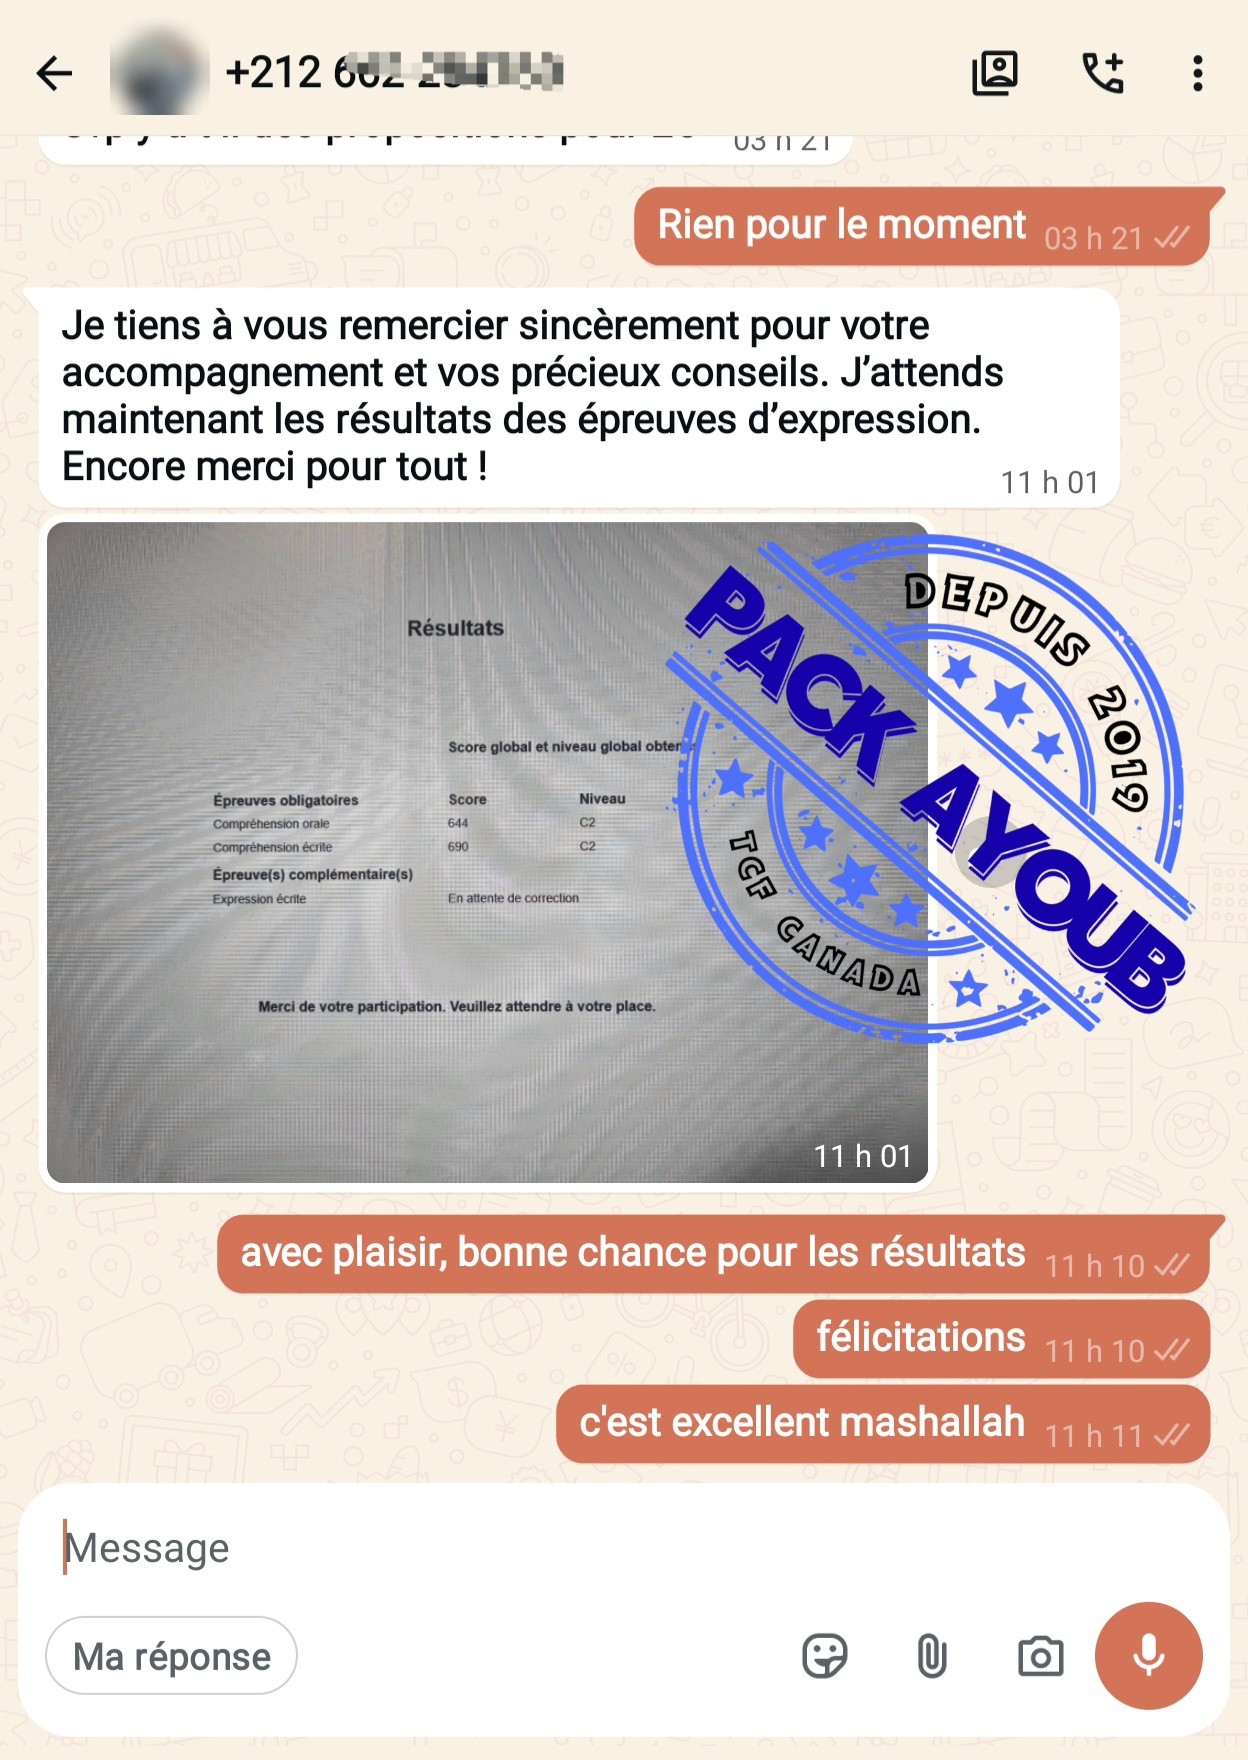 +212
03 h 21
Rien pour le moment 03 h 21
Je tiens à vous remercier sincèrement pour votre
accompagnement et vos précieux conseils. J’attends
maintenant les résultats des épreuves d’expression.
Encore merci pour tout !
11 h 01
Résultats
Score global et niveau global
Épreuves obligatoires Score Niveau
Compréhension orale 644 C2
Compréhension écrite 690 C2
Épreuve(s) complémentaire(s)
Expression écrite En attente de correction
Merci de votre participation. Veuillez attendre à votre place.
11 h 01
DEPUIS 2019
PACK AYOUB
TCF CANADA
avec plaisir, bonne chance pour les résultats 11 h 10
félicitations 11 h 10
c'est excellent mashallah 11 h 11
Message
Ma réponse